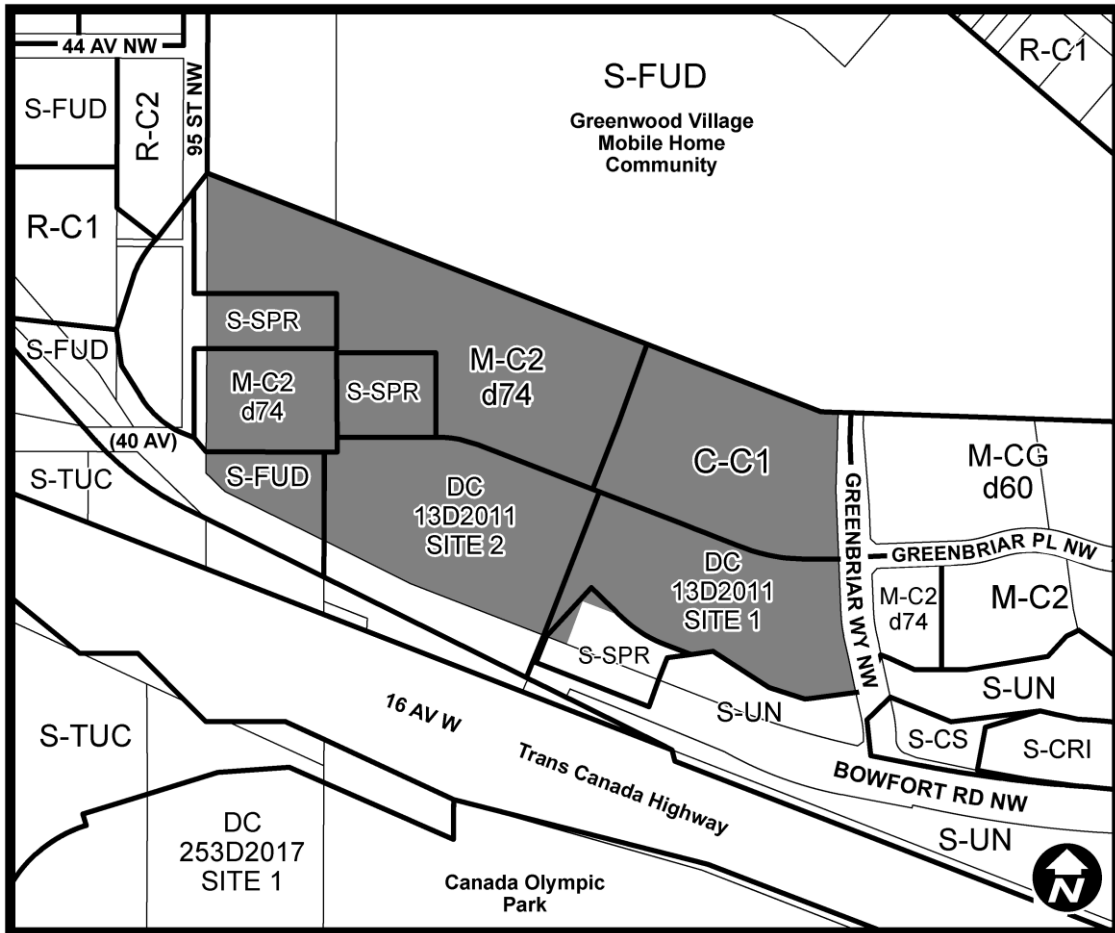 44 AV NW
S-FUD
R-C2
95 ST NW
S-FUD
Greenwood Village
Mobile Home
Community
R-C1
R-C1
S-FUD
S-SPR
M-C2
d74
S-SPR
M-C2
d74
C-C1
M-CG
d60
(40 AV)
S-TUC
S-FUD
DC
13D2011
SITE 2
DC
13D2011
SITE 1
GREENBRIAR WY NW
GREENBRIAR PL NW
M-C2
d74
M-C2
S-SPR
S-UN
S-UN
S-CS
S-CRI
BOWFORT RD NW
S-UN
16 AV W
Trans Canada Highway
S-TUC
DC
253D2017
SITE 1
Canada Olympic
Park
N